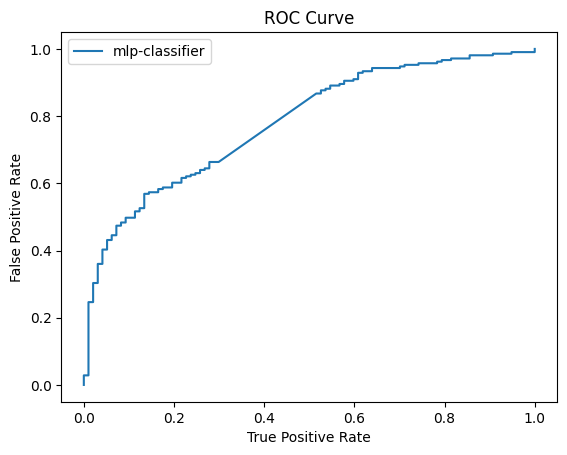 ROC Curve
mlp-classifier
1.0
0.8
0.6
0.4
0.2
0.0
False Positive Rate
0.0 0.2 0.4 0.6 0.8 1.0
True Positive Rate